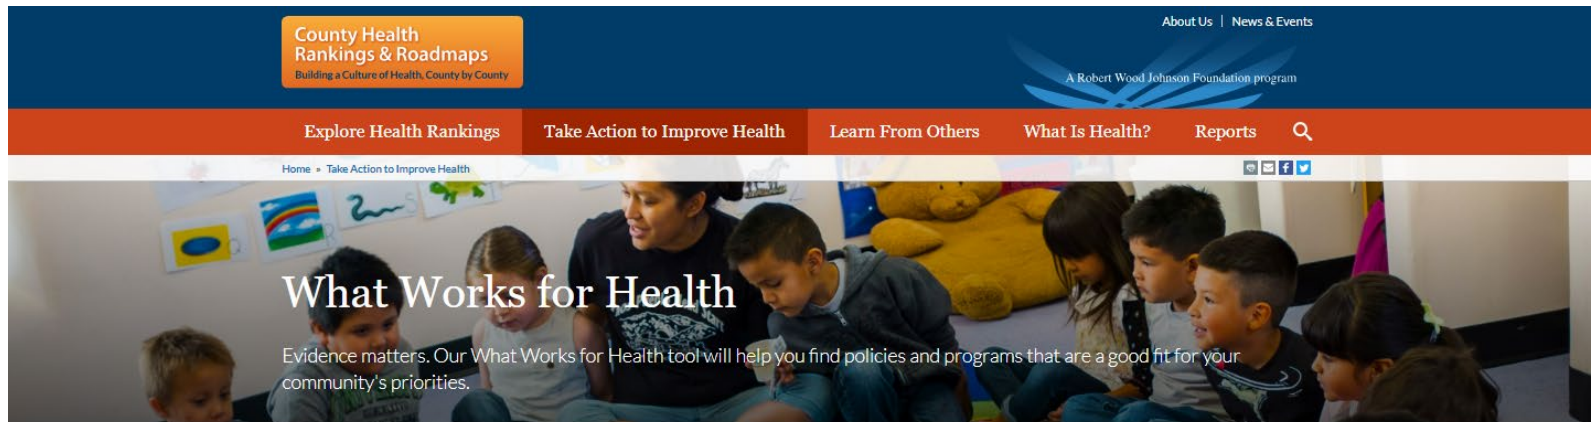 County Health
Rankings & Roadmaps
Building a Culture of Health, County by County
About Us | News & Events
A Robert Wood Johnson Foundation program
Explore Health Rankings
Take Action to Improve Health
Learn From Others
What Is Health?
Reports
Home » Take Action to Improve Health
What Works for Health
Evidence matters. Our What Works for Health tool will help you find policies and programs that are a good fit for your
community's priorities.